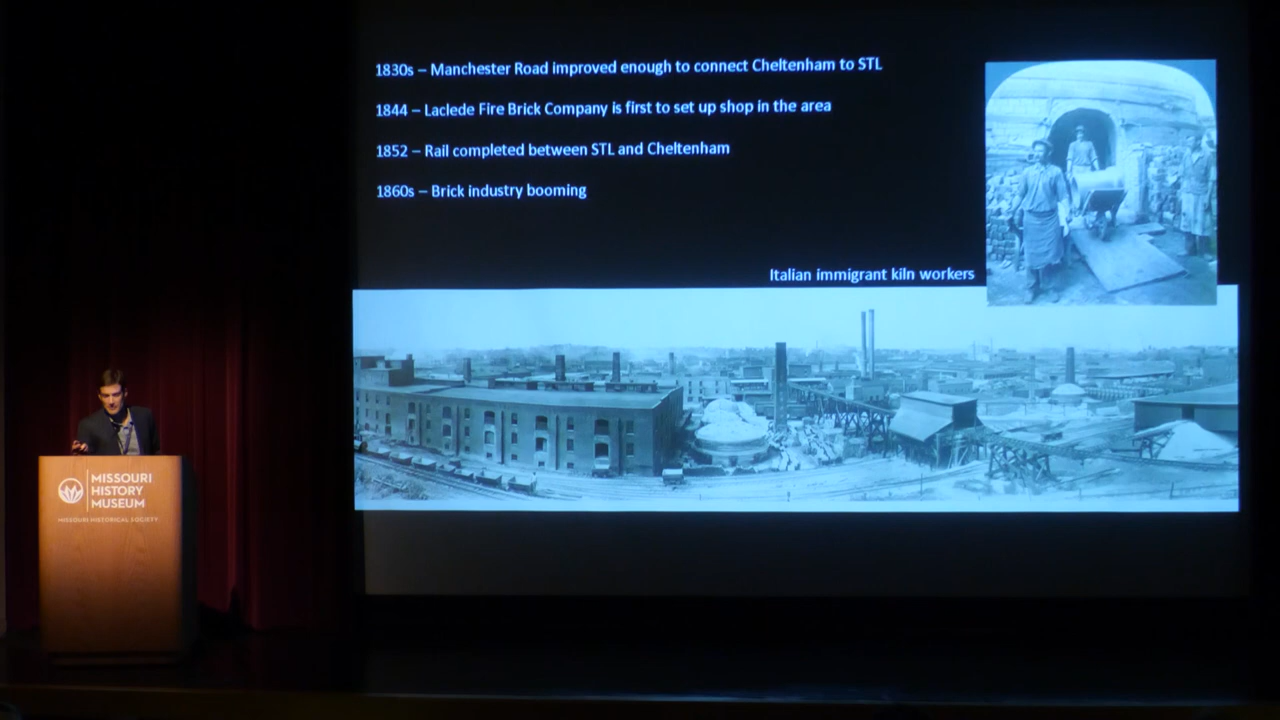 1830s – Manchester Road improved enough to connect Cheltenham to STL
1844 – Laclede Fire Brick Company is first to set up shop in the area
1852 – Rail completed between STL and Cheltenham
1860s – Brick industry booming
Italian immigrant kiln workers
MISSOURI
HISTORY
MUSEUM
MISSOURI HISTORICAL SOCIETY